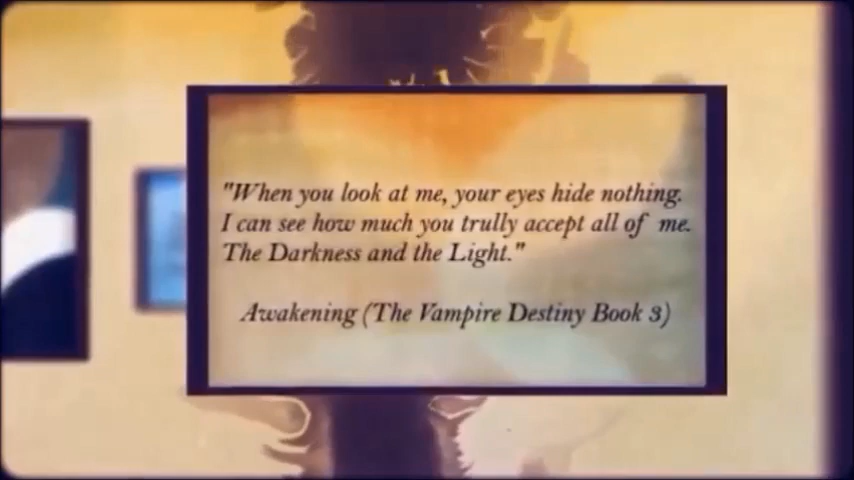 "When you look at me, your eyes hide nothing.
I can see how much you trully accept all of me.
The Darkness and the Light."
Awakening (The Vampire Destiny Book 3)